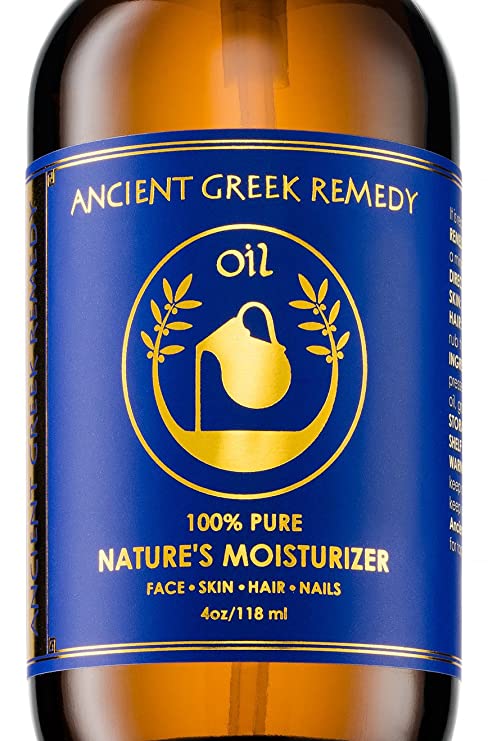 ANCIENT GREEK REMEDY
oil
100% PURE
NATURE'S MOISTURIZER
FACE • SKIN • HAIR • NAILS
4oz/118 ml
ANCIENT GREEK REMEDY